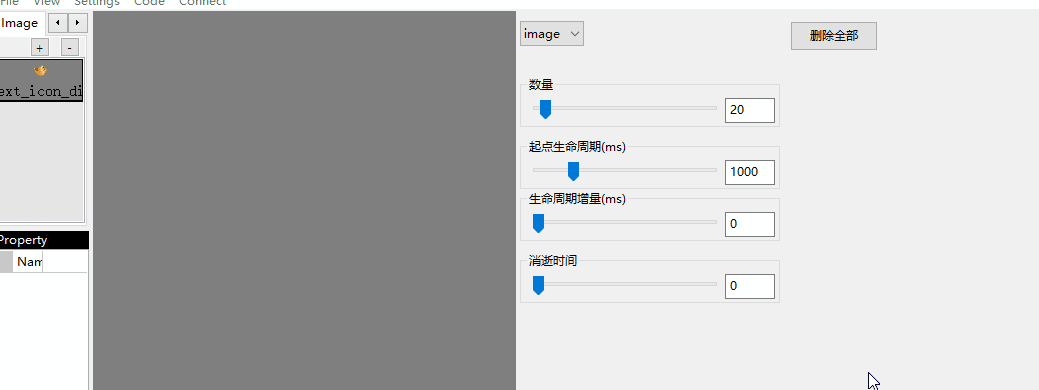 File View Settings Code Connect
Image
+ -
ext_icon_di
Property
Nam
image
删除全部
数量
20
起点生命周期(ms)
1000
生命周期增量(ms)
0
消逝时间
0